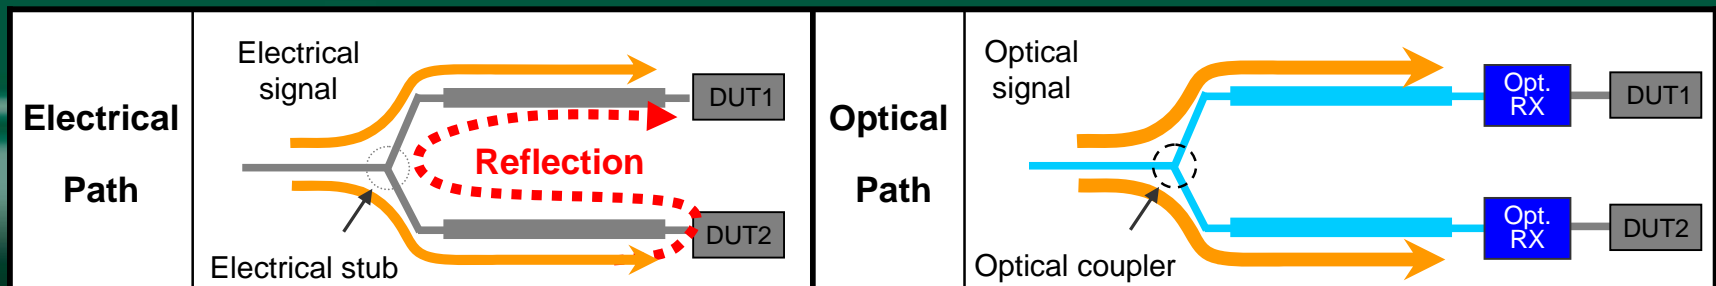 Electrical
Path
Electrical
signal
Reflection
Electrical stub
DUT1
DUT2
Optical
Path
Optical
signal
Optical coupler
Opt.
RX
DUT1
Opt.
RX
DUT2